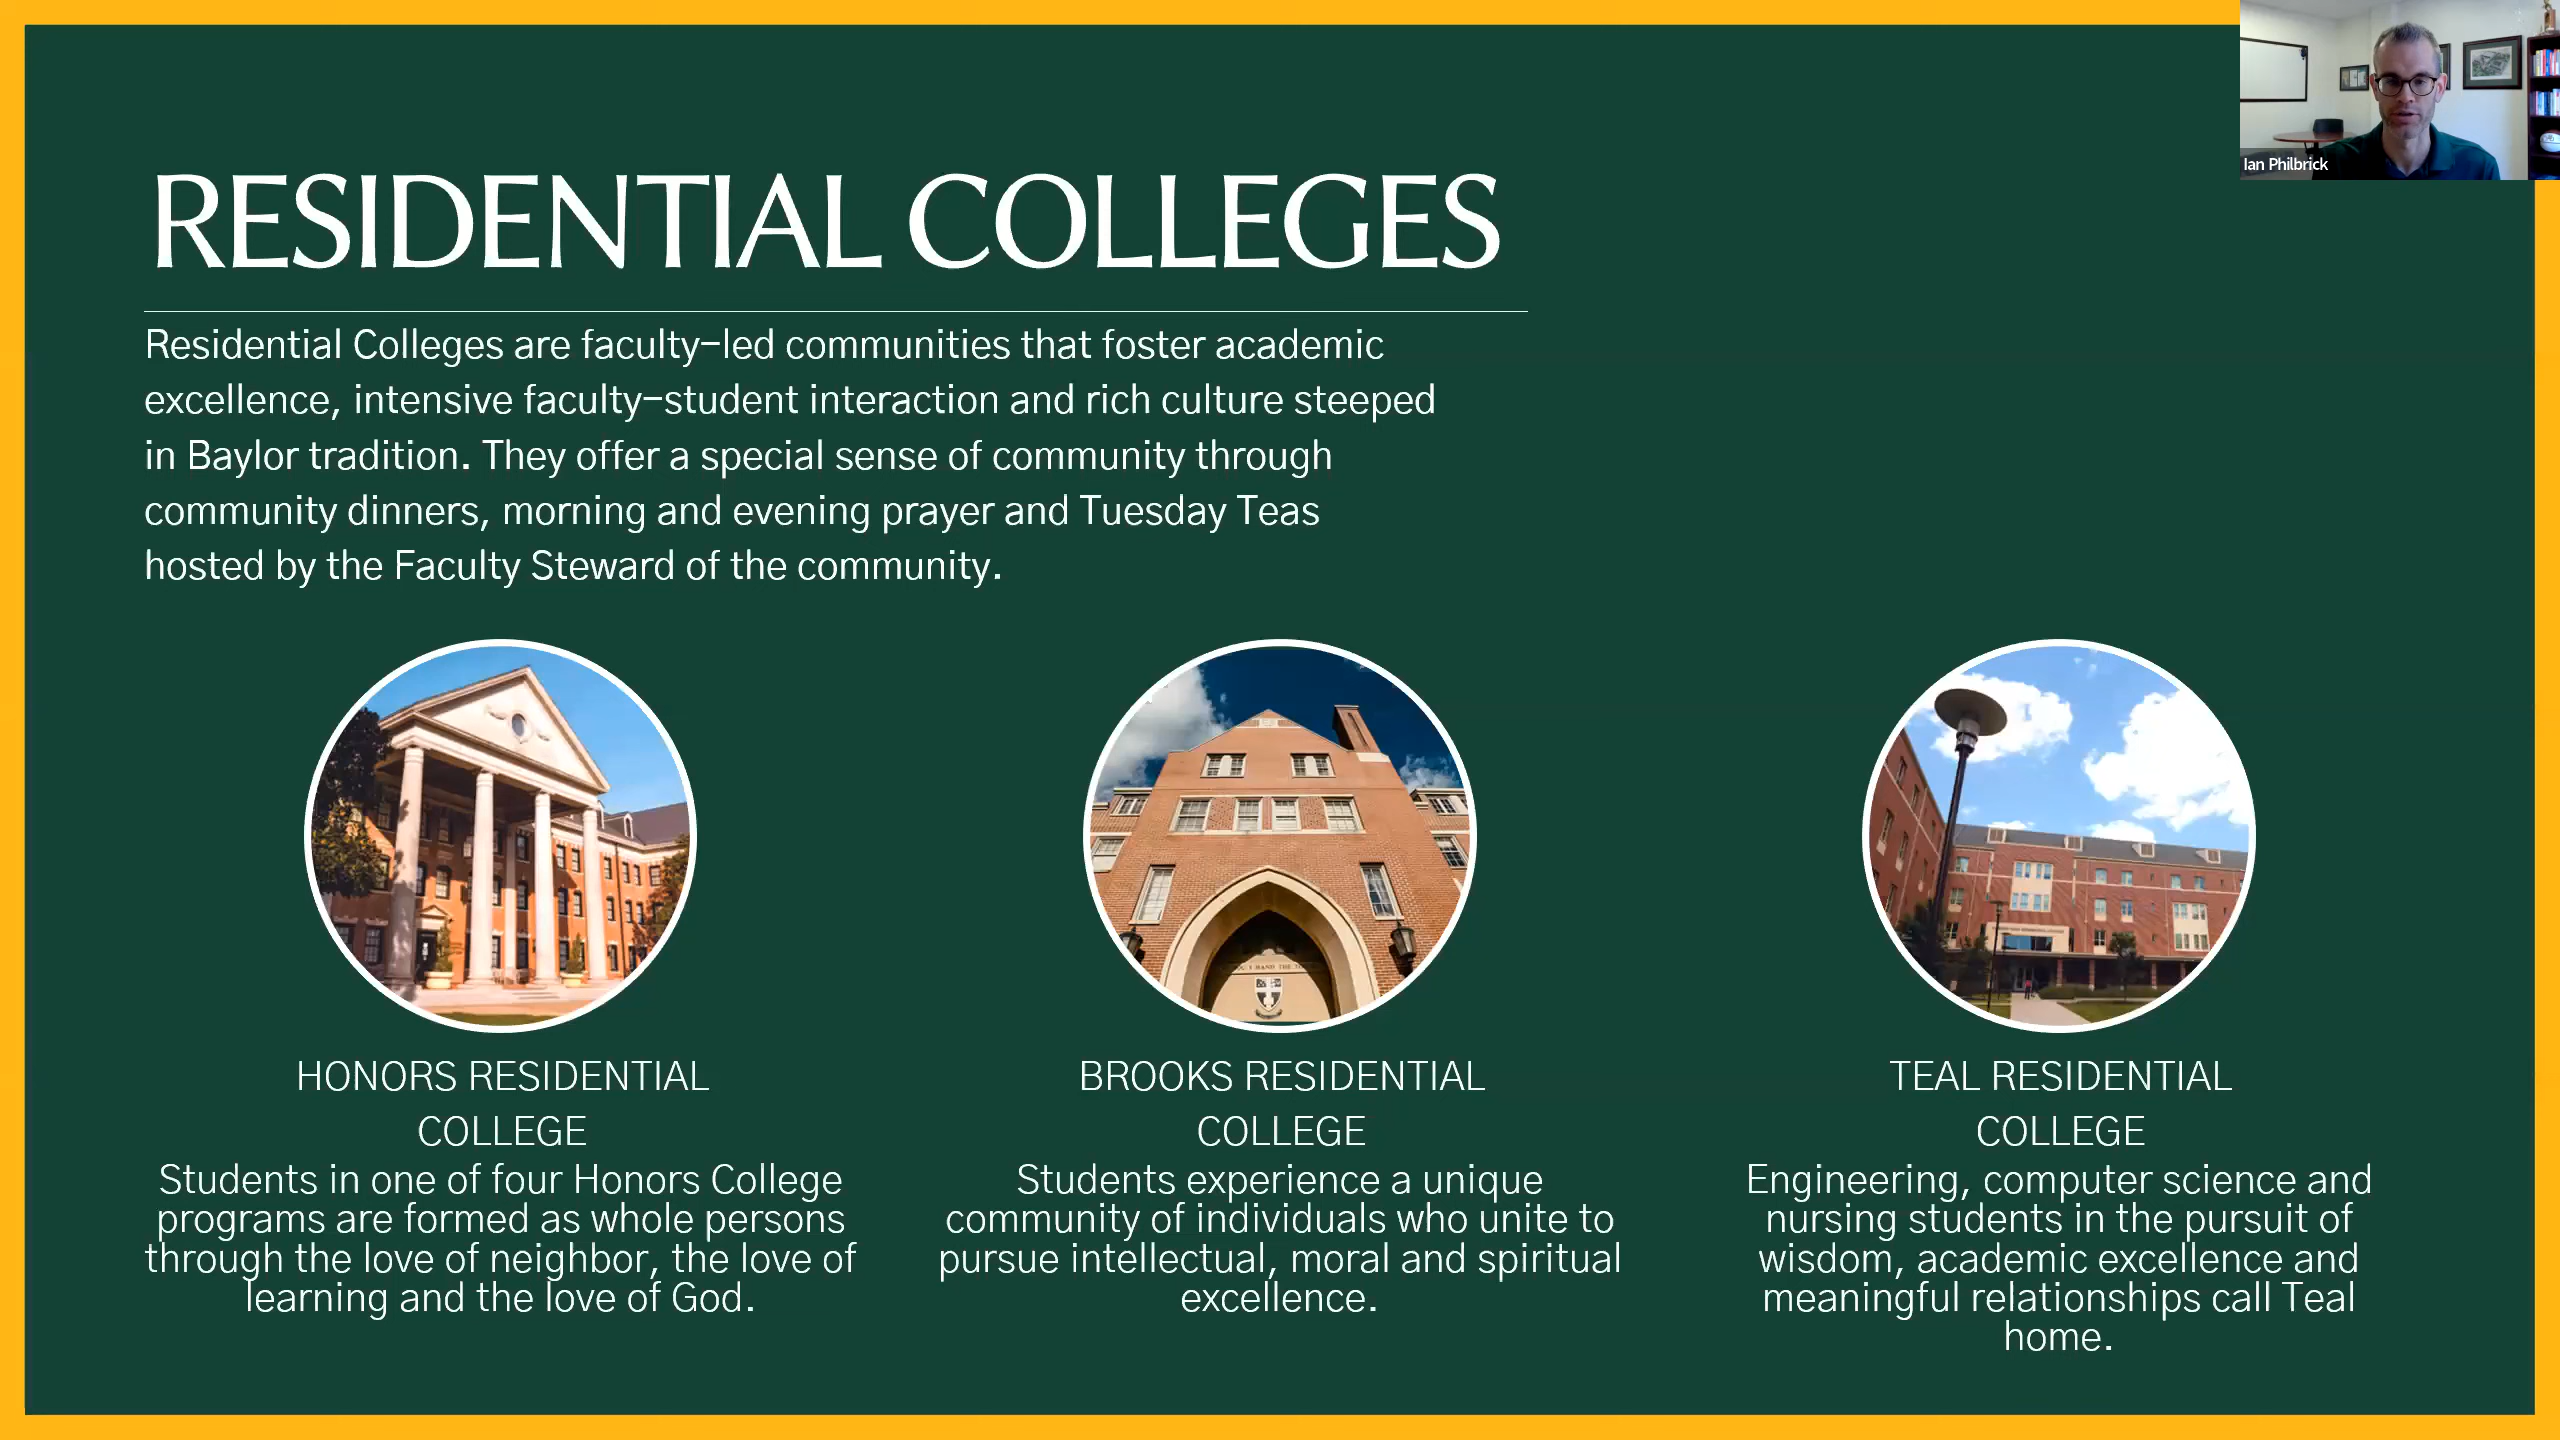 Ian Philbrick
RESIDENTIAL COLLEGES
Residential Colleges are faculty-led communities that foster academic
excellence, intensive faculty-student interaction and rich culture steeped
in Baylor tradition. They offer a special sense of community through
community dinners, morning and evening prayer and Tuesday Teas
hosted by the Faculty Steward of the community.
HONORS RESIDENTIAL
COLLEGE
Students in one of four Honors College
programs are formed as whole persons
through the love of neighbor, the love of
learning and the love of God.
BROOKS RESIDENTIAL
COLLEGE
Students experience a unique
community of individuals who unite to
pursue intellectual, moral and spiritual
excellence.
TEAL RESIDENTIAL
COLLEGE
Engineering, computer science and
nursing students in the pursuit of
wisdom, academic excellence and
meaningful relationships call Teal
home.